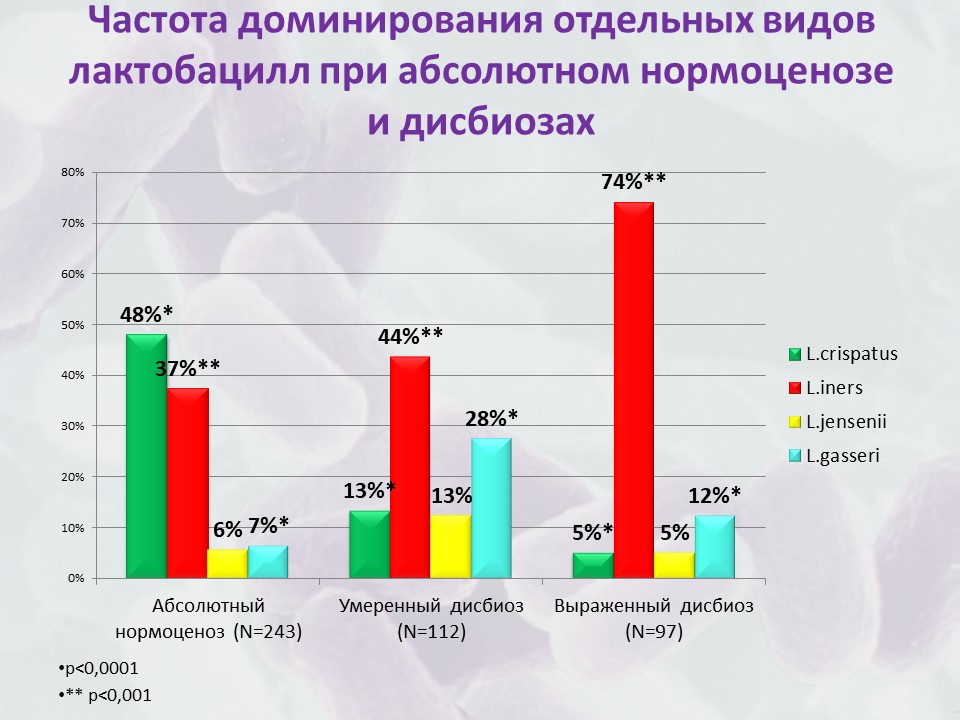 Частота доминирования отдельных видов
лактобацилл при абсолютном нормоценозе
и дисбиозах
80%
70%
60%
50%
40%
30%
20%
10%
0%
48%*
37%**
6%
7%*
13%*
44%**
13%
28%*
5%*
74%**
5%
12%*
Абсолютный
нормоценоз (N=243)
Умеренный дисбиоз
(N=112)
Выраженный дисбиоз
(N=97)
L.crispatus
L.iners
L.jensenii
L.gasseri
•p<0,0001
•** p<0,001